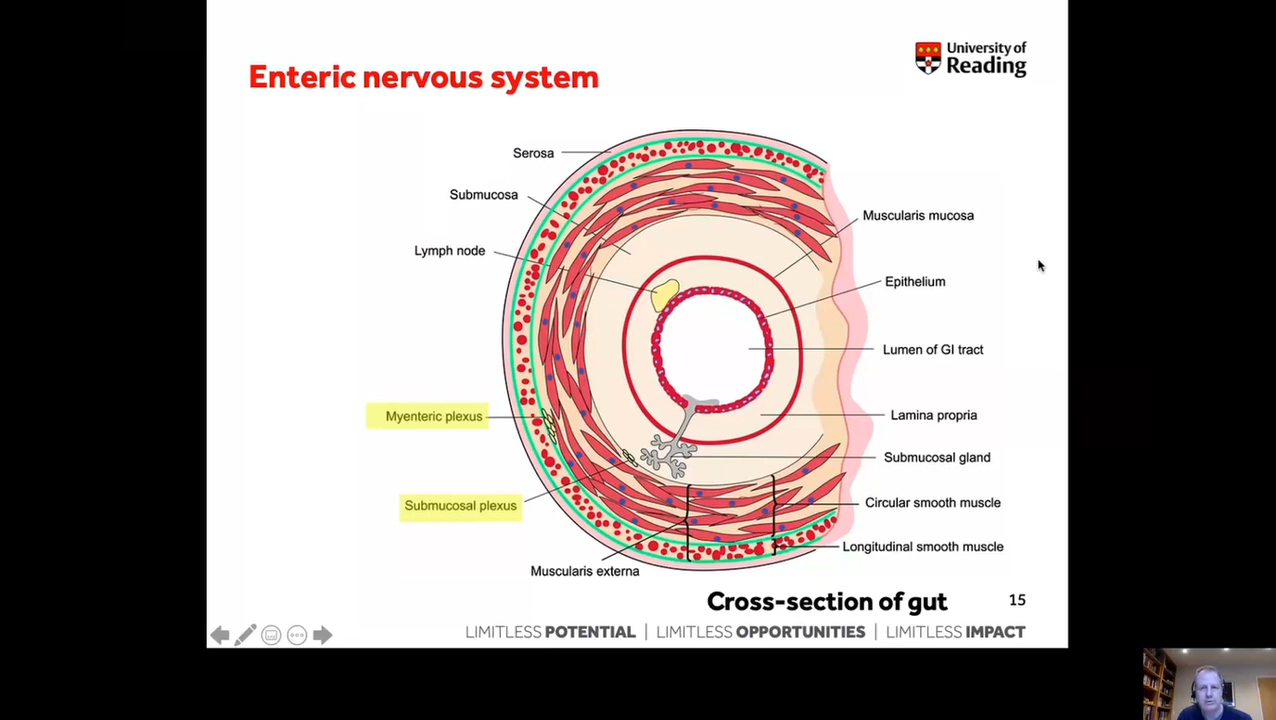 University of
Reading
Enteric nervous system
Serosa
Submucosa
Lymph node
Myenteric plexus
Submucosal plexus
Muscularis externa
Muscularis mucosa
Epithelium
Lumen of GI tract
Lamina propria
Submucosal gland
Circular smooth muscle
Longitudinal smooth muscle
Cross-section of gut
15
LIMITLESS POTENTIAL | LIMITLESS OPPORTUNITIES | LIMITLESS IMPACT